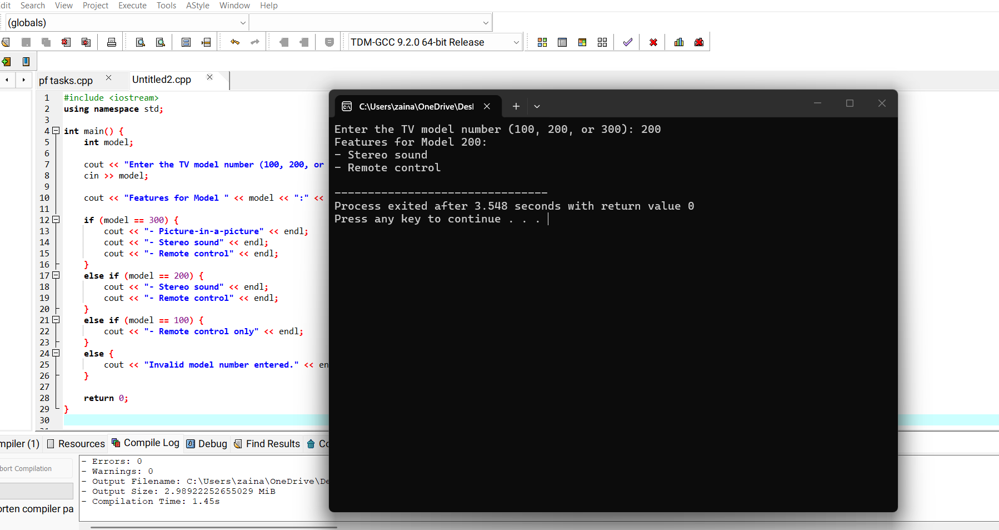 dit Search View Project Execute Tools AStyle Window Help
(globals)
TDM-GCC 9.2.0 64-bit Release
pf tasks.cpp Untitled2.cpp
1 #include <iostream>
2 using namespace std;
3
4 int main() {
5 int model;
6
7 cout << "Enter the TV model number (100, 200, or
8 cin >> model;
9
10 cout << "Features for Model " << model << ":" <<
11
12 if (model == 300) {
13 cout << "- Picture-in-a-picture" << endl;
14 cout << "- Stereo sound" << endl;
15 cout << "- Remote control" << endl;
16 }
17 else if (model == 200) {
18 cout << "- Stereo sound" << endl;
19 cout << "- Remote control" << endl;
20 }
21 else if (model == 100) {
22 cout << "- Remote control only" << endl;
23 }
24 else {
25 cout << "Invalid model number entered." << en
26 }
27
28 return 0;
29 }
30
C:\Users\zaina\OneDrive\Desl
Enter the TV model number (100, 200, or 300): 200
Features for Model 200:
- Stereo sound
- Remote control
--------------------------------
Process exited after 3.548 seconds with return value 0
Press any key to continue . . .
mpiler (1) Resources Compile Log Debug Find Results Co
bort Compilation
orten compiler pa
- Errors: 0
- Warnings: 0
- Output Filename: C:\Users\zaina\OneDrive\De
- Output Size: 2.98922252655029 MiB
- Compilation Time: 1.45s